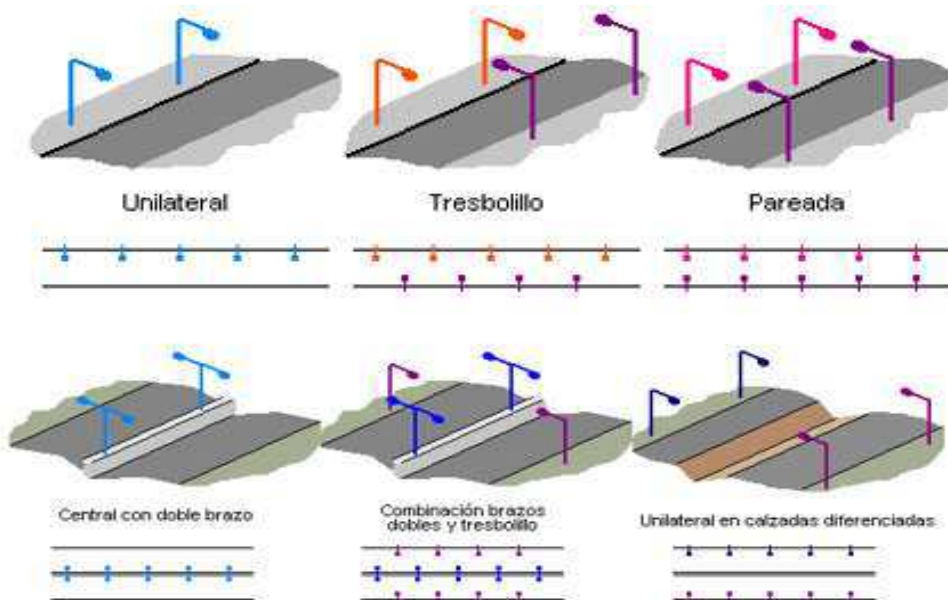 Unilateral
Tresbolillo
Pareada
Central con doble brazo
Combinación brazos
dobles y tresbolillo
Unilateral en calzadas diferenciadas